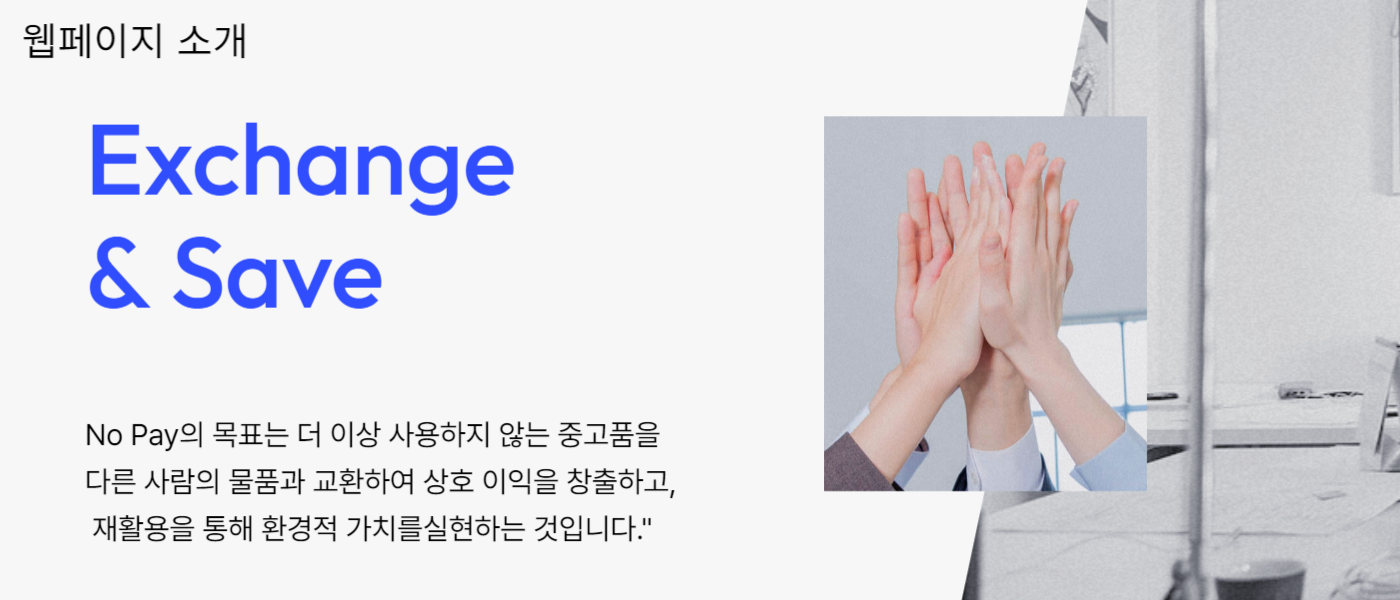 웹페이지 소개
Exchange
& Save
No Pay의 목표는 더 이상 사용하지 않는 중고품을
다른 사람의 물품과 교환하여 상호 이익을 창출하고,
재활용을 통해 환경적 가치를실현하는 것입니다."